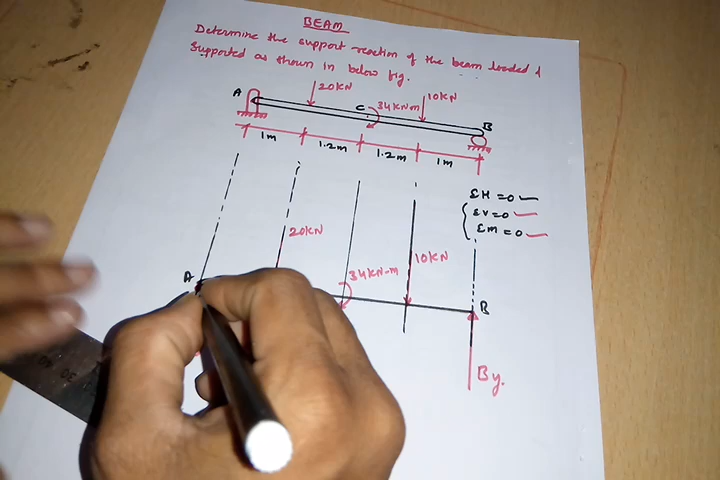 BEAM
Determine the support reaction of the beam loaded &
supported as shown in below fig.
20KN
10KN
A
C
34KN-m
B
1m
1.2m
1.2m
1m
ΣH=0
ΣV=0
ΣM=0
20KN
10KN
34KN-m
A
B
By.